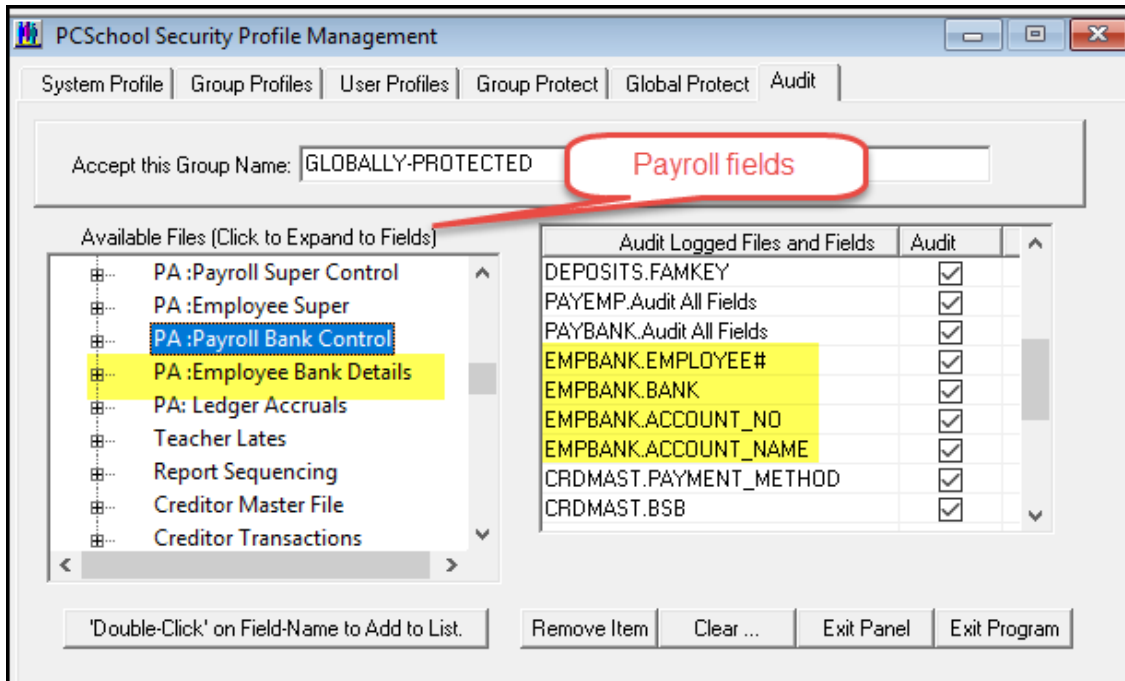 PCSchool Security Profile Management
System Profile Group Profiles User Profiles Group Protect Global Protect Audit
Accept this Group Name: GLOBALLY-PROTECTED
Payroll fields
Available Files (Click to Expand to Fields)
PA :Payroll Super Control
PA :Employee Super
PA :Payroll Bank Control
PA :Employee Bank Details
PA: Ledger Accruals
Teacher Lates
Report Sequencing
Creditor Master File
Creditor Transactions
Audit Logged Files and Fields Audit
DEPOSITS.FAMKEY
PAYEMP.Audit All Fields
PAYBANK.Audit All Fields
EMPBANK.EMPLOYEE#
EMPBANK.BANK
EMPBANK.ACCOUNT_NO
EMPBANK.ACCOUNT_NAME
CRDMAST.PAYMENT_METHOD
CRDMAST.BSB
'Double-Click' on Field-Name to Add to List. Remove Item Clear ... Exit Panel Exit Program